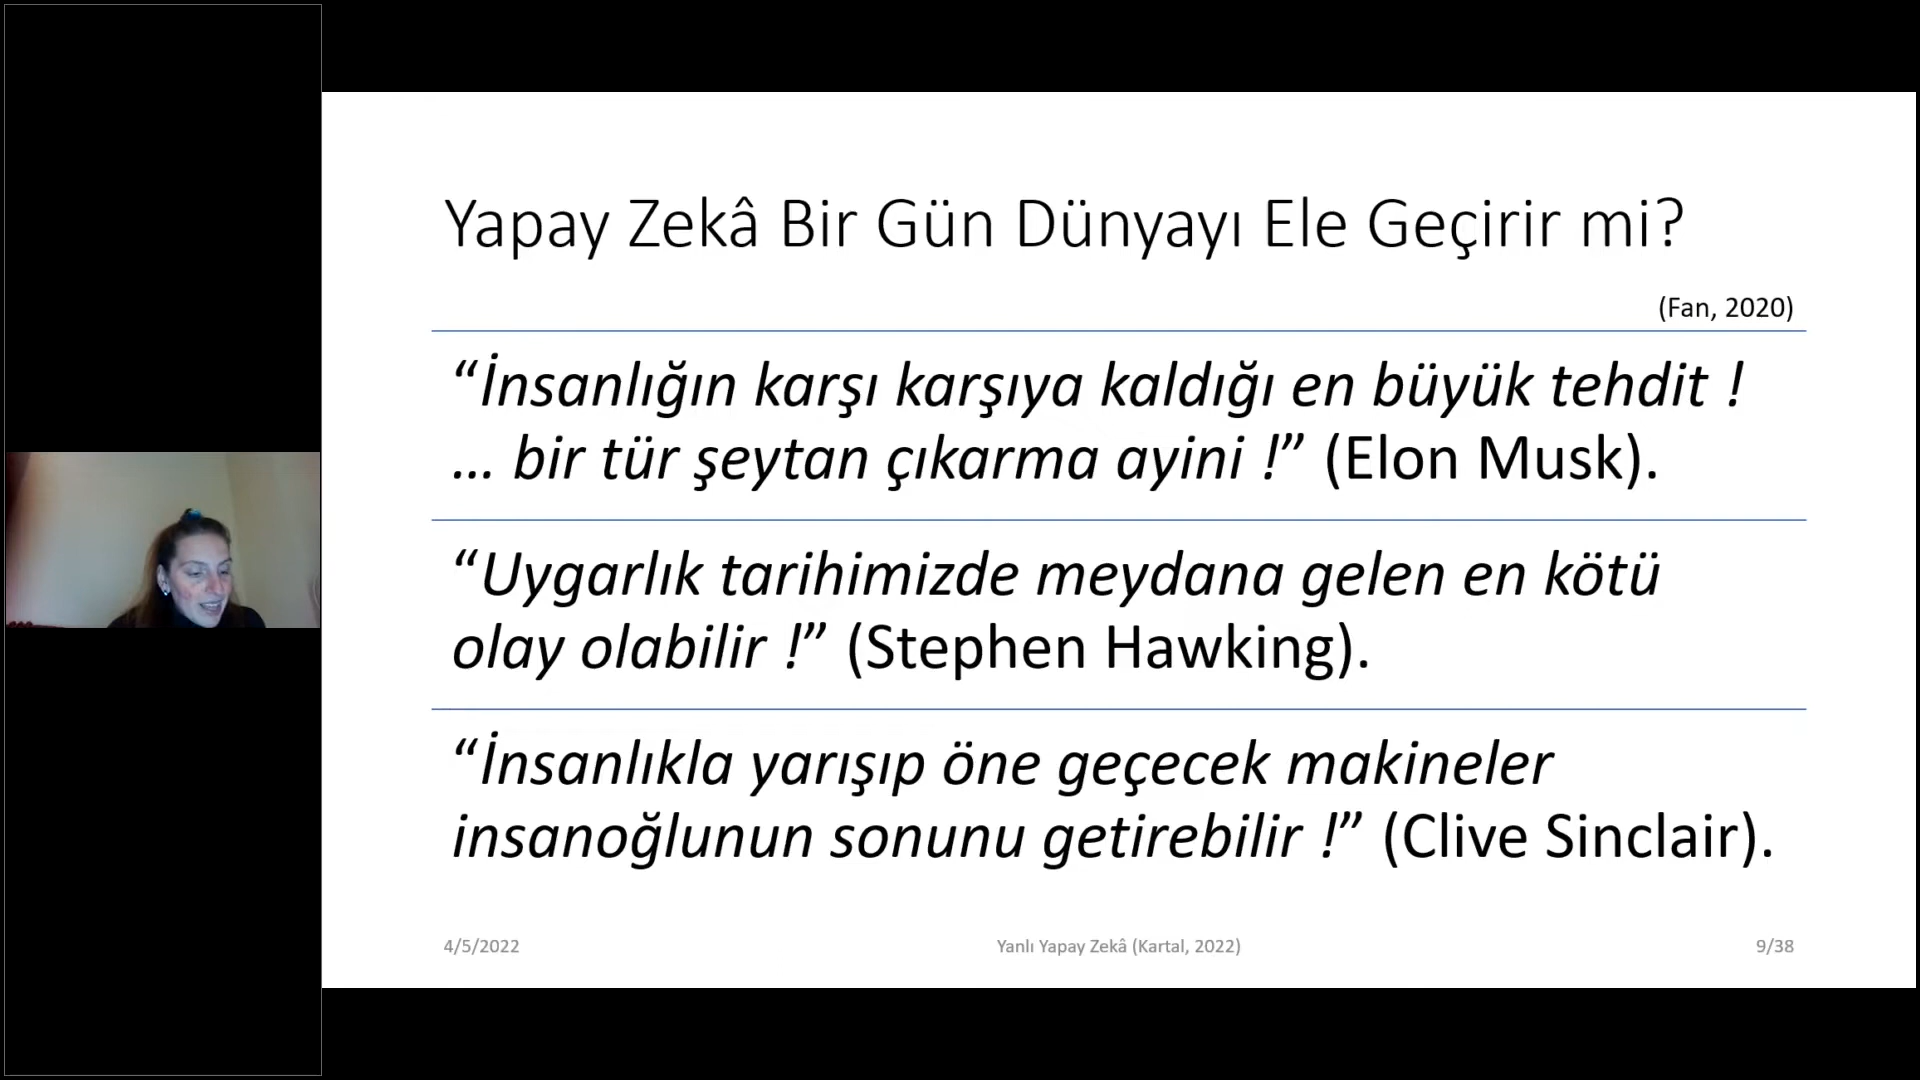 Yapay Zekâ Bir Gün Dünyayı Ele Geçirir mi?
(Fan, 2020)
“İnsanlığın karşı karşıya kaldığı en büyük tehdit !
... bir tür şeytan çıkarma ayini !” (Elon Musk).
“Uygarlık tarihimizde meydana gelen en kötü
olay olabilir !” (Stephen Hawking).
“İnsanlıkla yarışıp öne geçecek makineler
insanoğlunun sonunu getirebilir !” (Clive Sinclair).
4/5/2022
Yanlı Yapay Zekâ (Kartal, 2022)
9/38